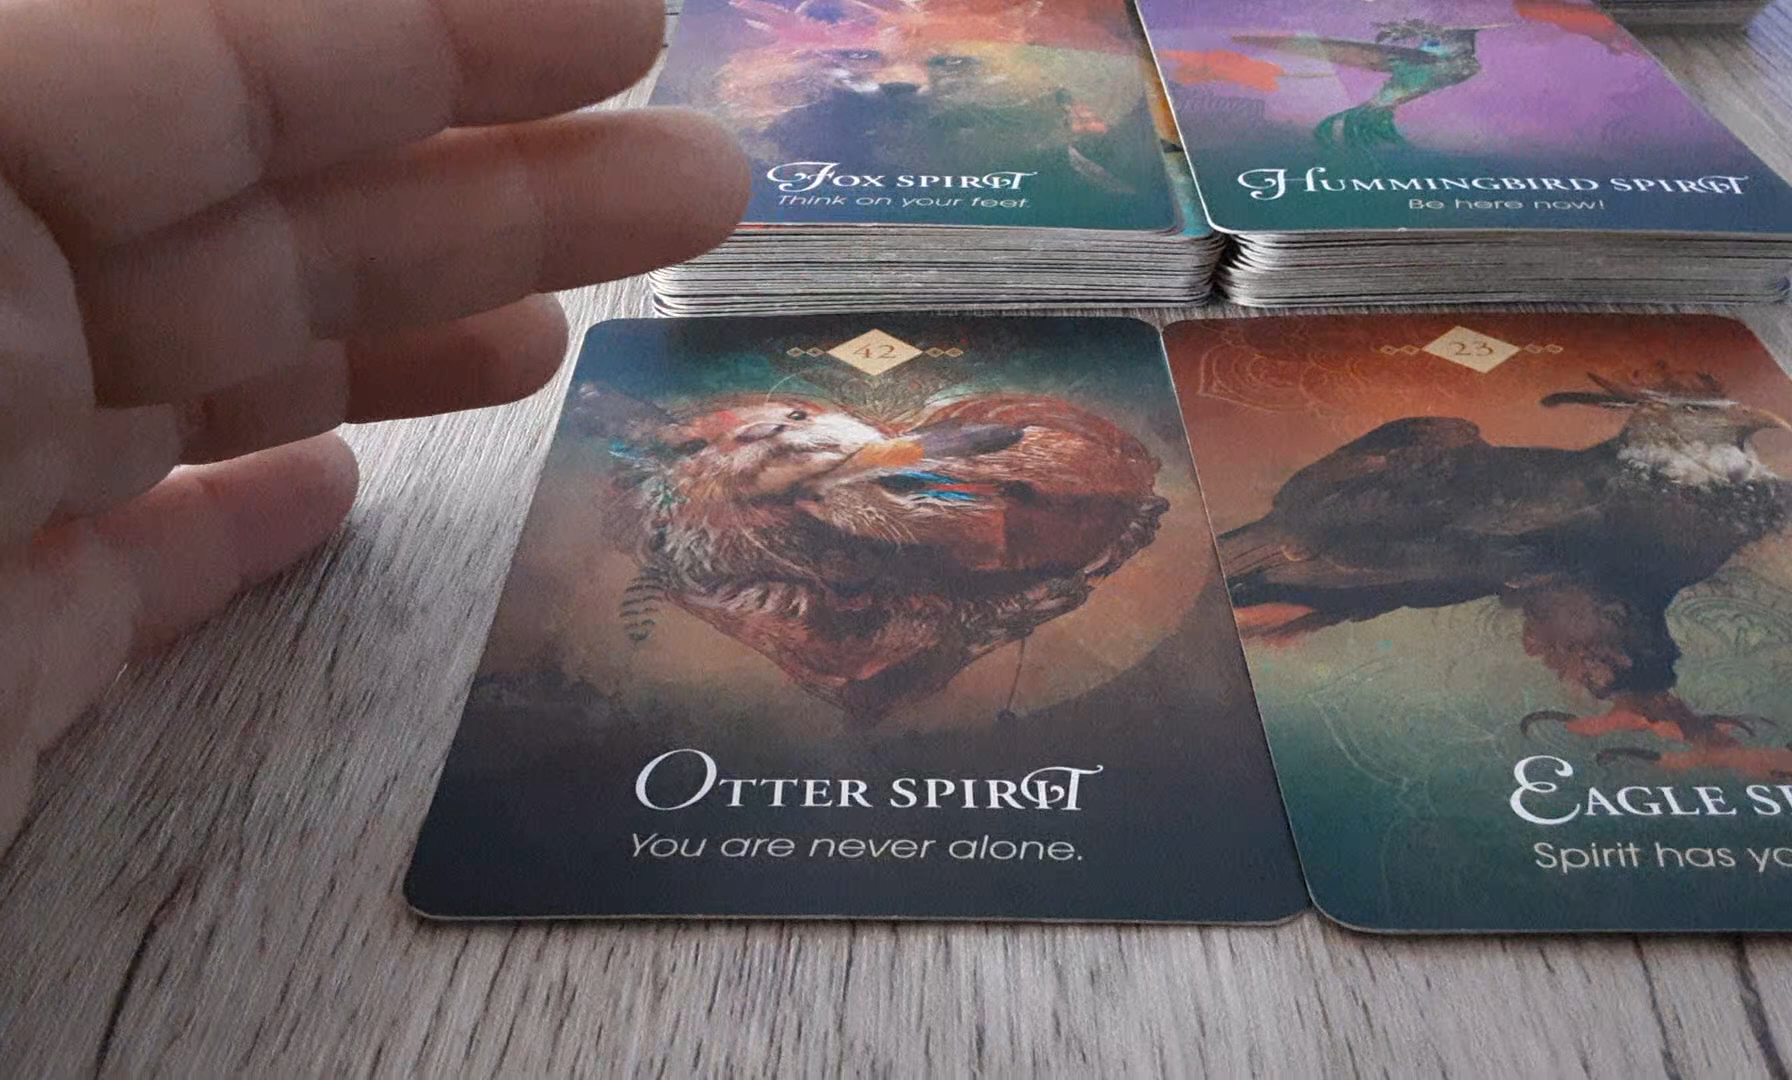 Fox Spirit
Think on your feet.
Hummingbird Spirit
Be here now!
42
Otter Spirit
You are never alone.
23
Eagle
Spirit has